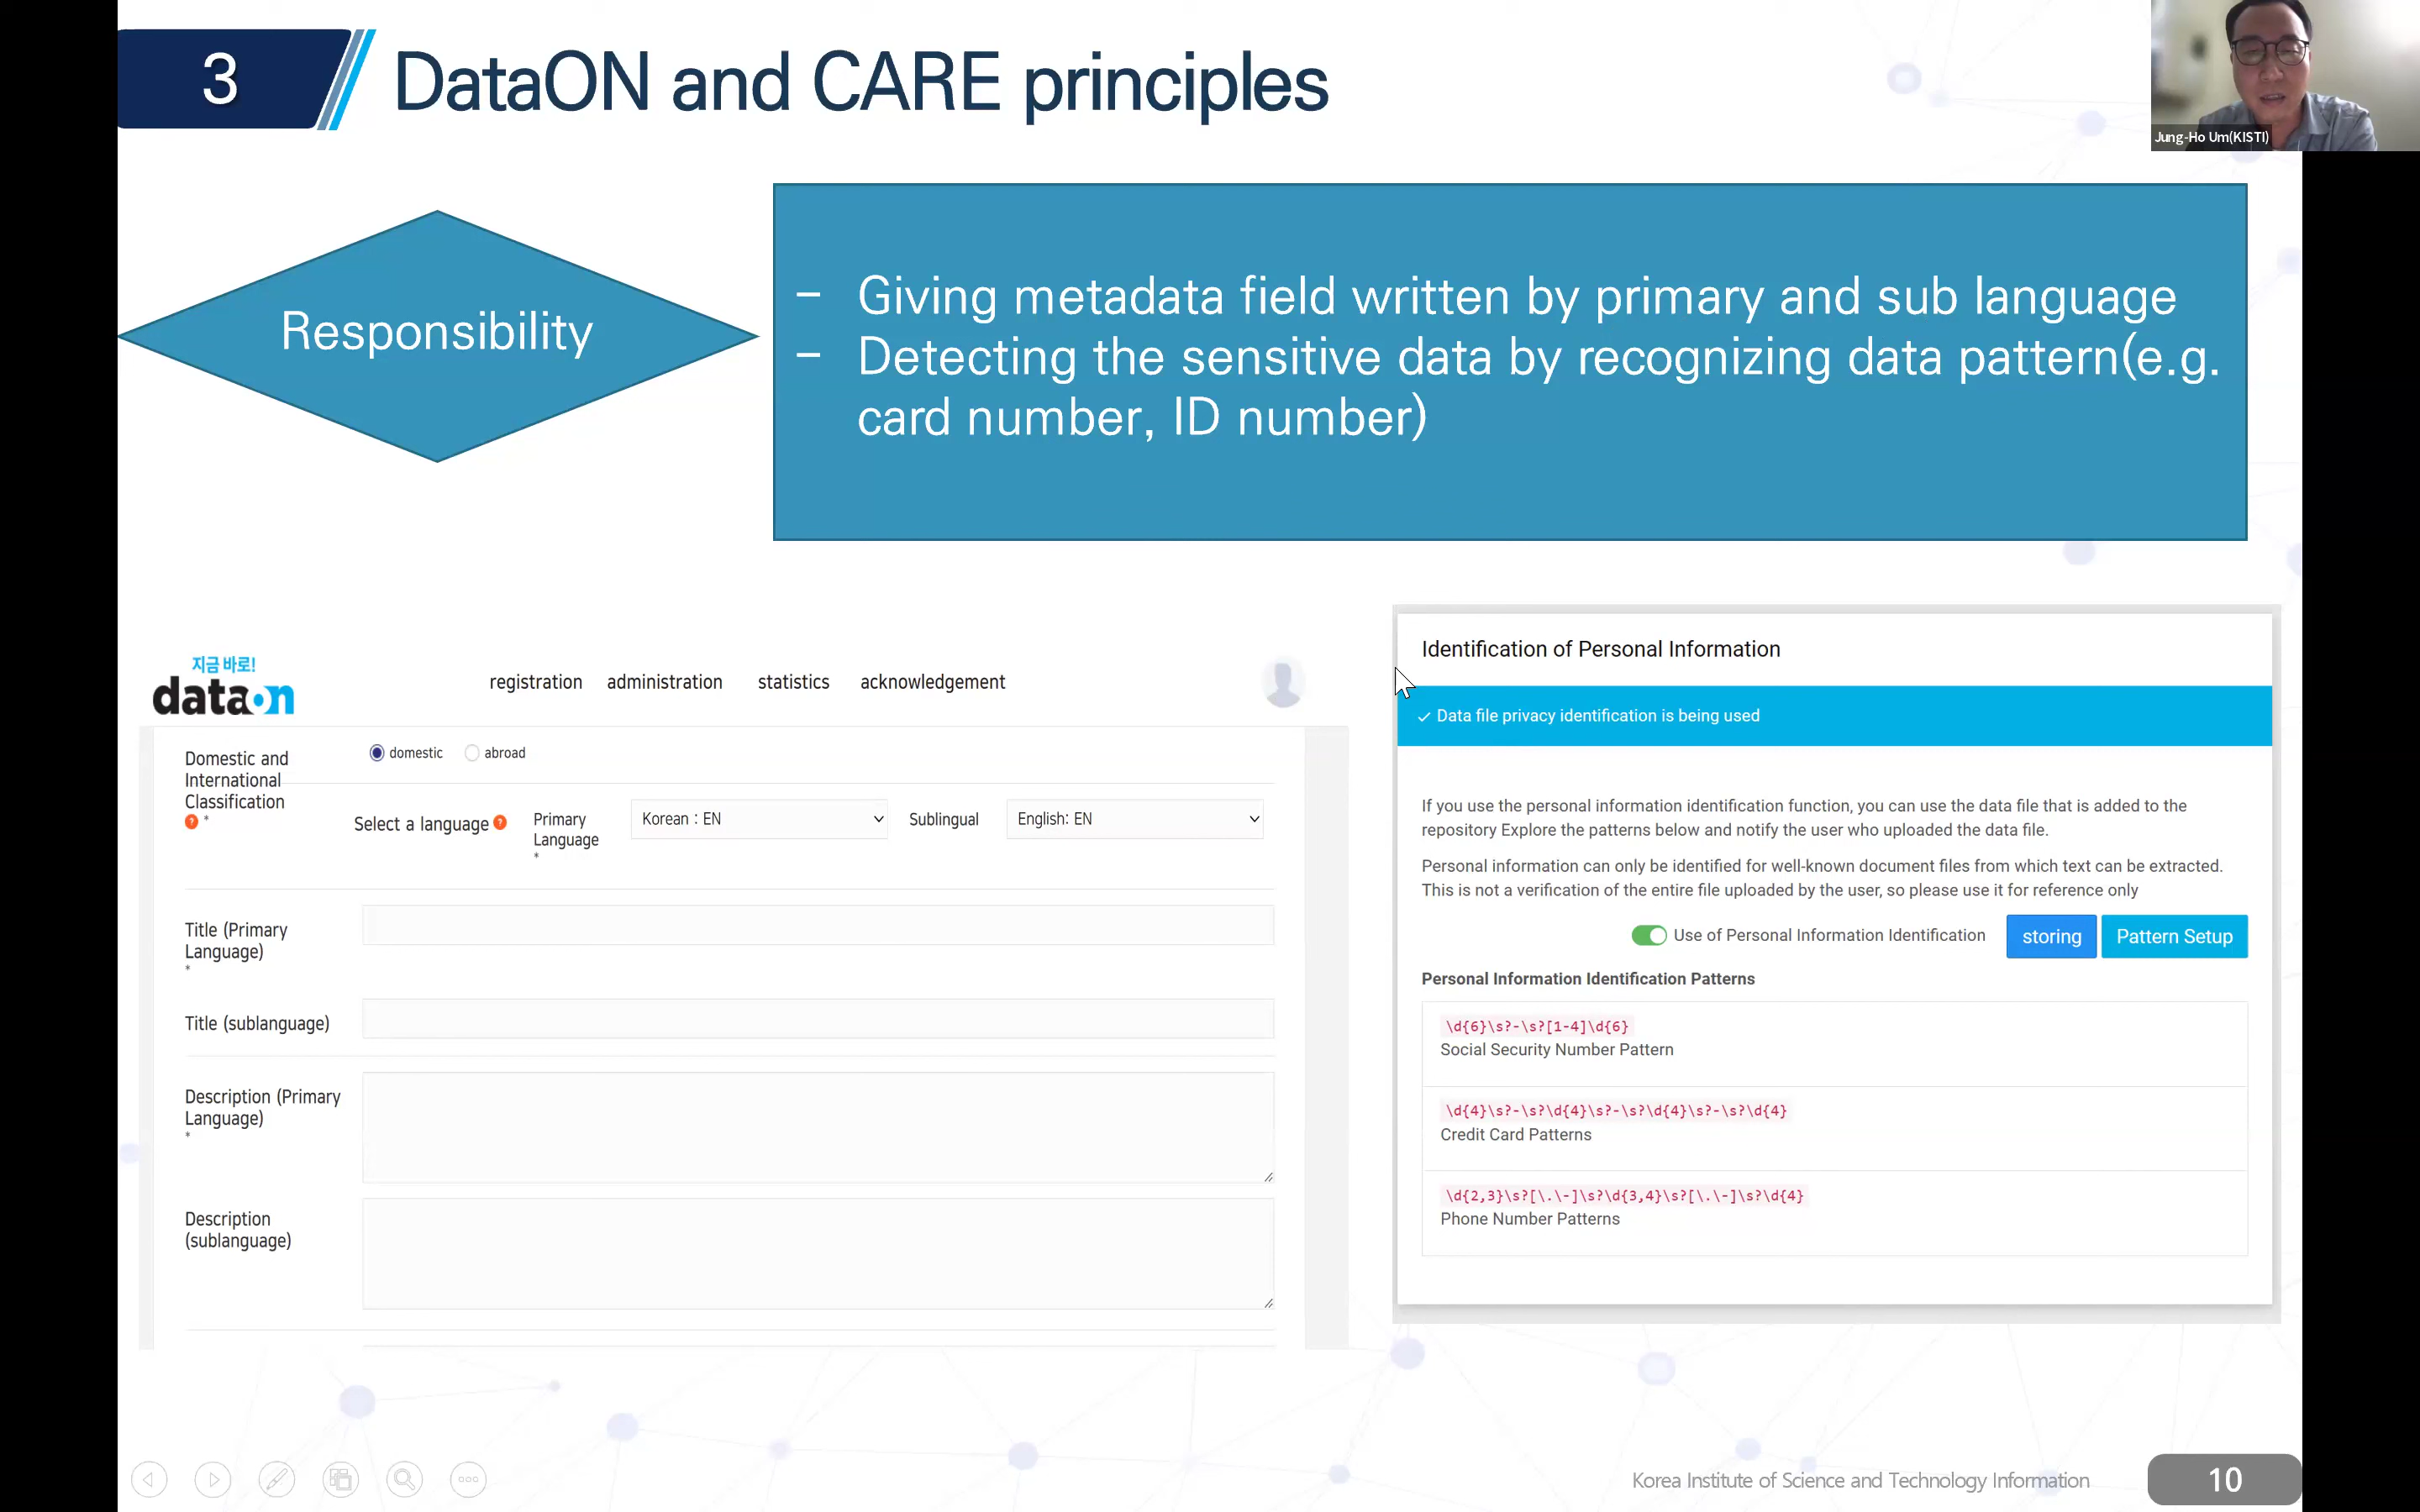 3
DataON and CARE principles
Jung-Ho Um(KISTI)
Responsibility
- Giving metadata field written by primary and sub language
- Detecting the sensitive data by recognizing data pattern(e.g.
card number, ID number)
지금 바로!
dataon
registration administration statistics acknowledgement
Domestic and
International
Classification
? *
domestic abroad
Select a language ?
Primary
Language
*
Korean : EN
Sublingual
English: EN
Title (Primary
Language)
*
Title (sublanguage)
Description (Primary
Language)
*
Description
(sublanguage)
Identification of Personal Information
✓ Data file privacy identification is being used
If you use the personal information identification function, you can use the data file that is added to the
repository Explore the patterns below and notify the user who uploaded the data file.
Personal information can only be identified for well-known document files from which text can be extracted.
This is not a verification of the entire file uploaded by the user, so please use it for reference only
Use of Personal Information Identification
storing
Pattern Setup
Personal Information Identification Patterns
\d{6}\s?-\s?[1-4]\d{6}
Social Security Number Pattern
\d{4}\s?-\s?\d{4}\s?-\s?\d{4}\s?-\s?\d{4}
Credit Card Patterns
\d{2,3}\s?[\.\-]\s?\d{3,4}\s?[\.\-]\s?\d{4}
Phone Number Patterns
Korea Institute of Science and Technology Information
10